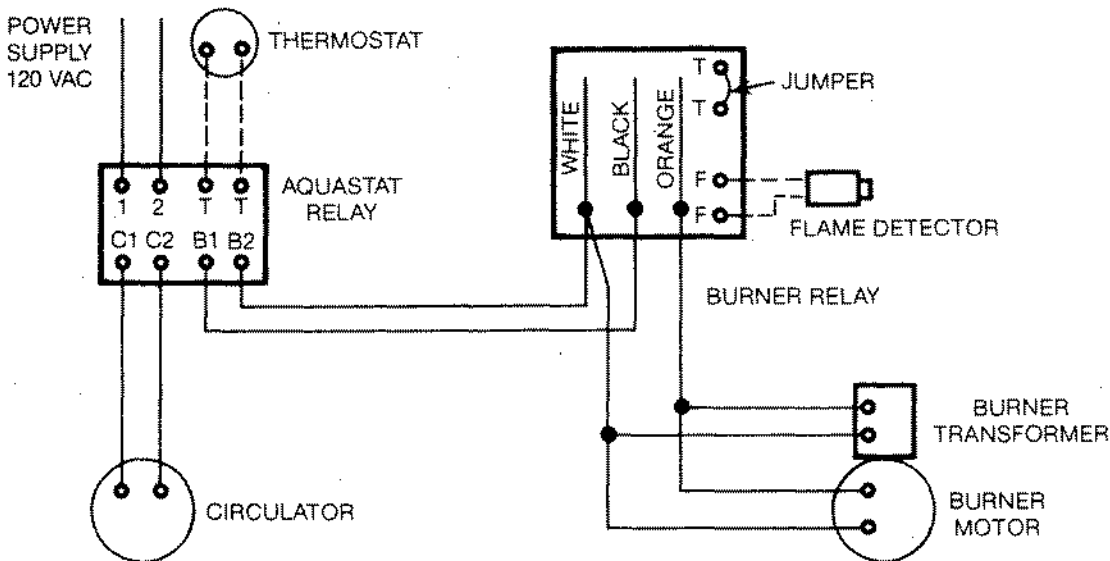 POWER
SUPPLY
120 VAC
THERMOSTAT
1 2 T T
C1 C2 B1 B2
AQUASTAT
RELAY
CIRCULATOR
WHITE
BLACK
ORANGE
T
T
JUMPER
F
F
FLAME DETECTOR
BURNER RELAY
BURNER
TRANSFORMER
BURNER
MOTOR